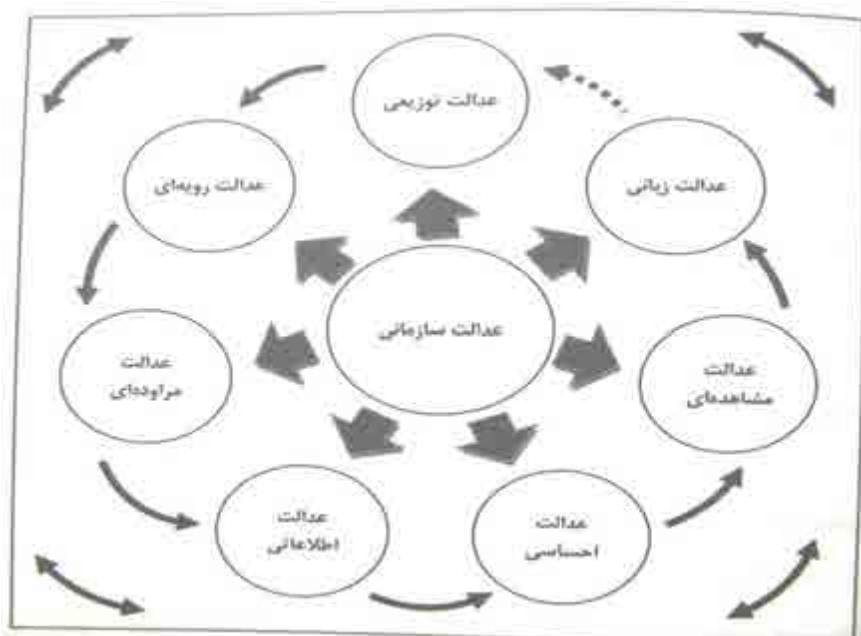 عدالت توزیعی
عدالت رویه‌ای
عدالت زبانی
عدالت سازمانی
عدالت
مراوده‌ای
عدالت
مشاهده‌ای
عدالت
اطلاعاتی
عدالت
احساسی